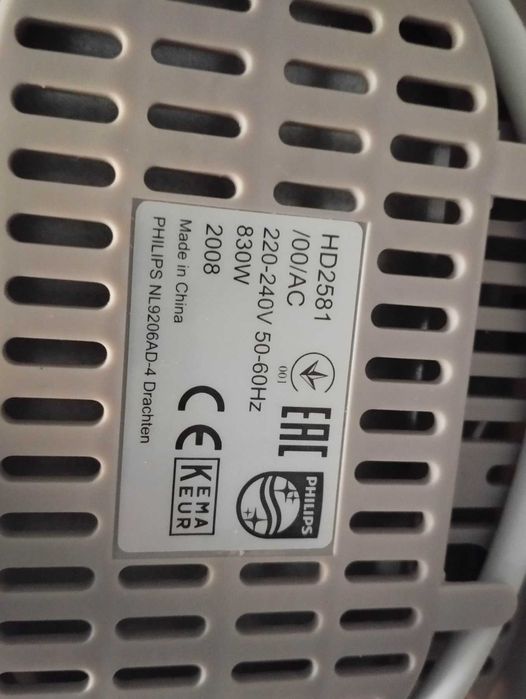 HD2581
/00/AC
220-240V 50-60Hz
830W
2008
Made in China
PHILIPS NL9206AD-4 Drachten
001
EAC
PHILIPS
CE
KEMA
KEUR